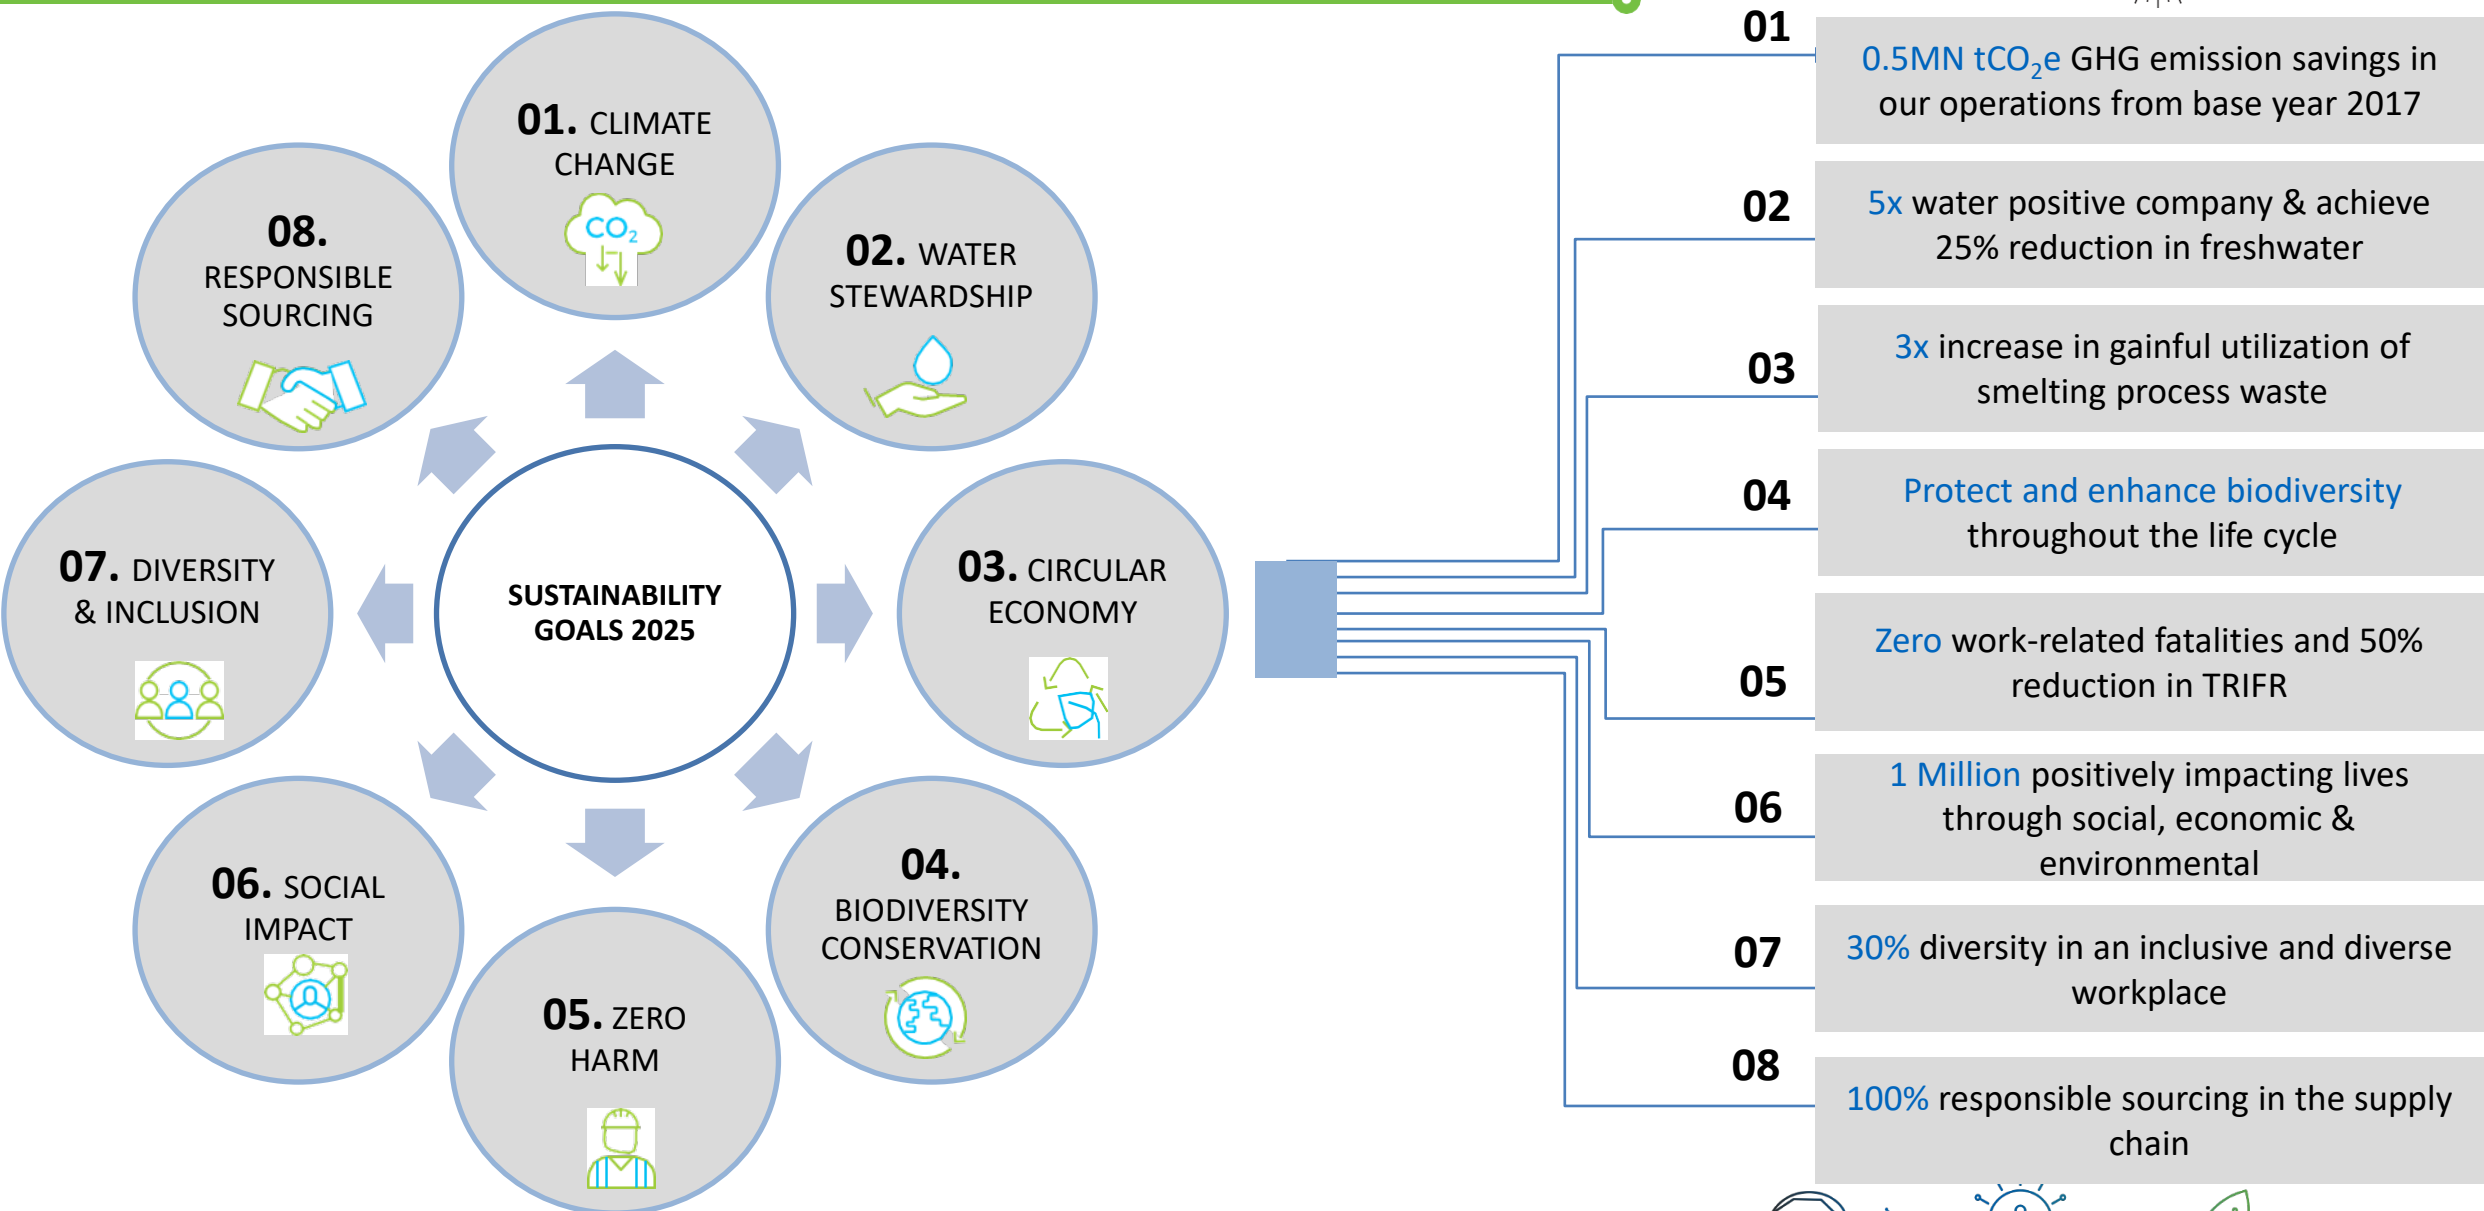 01. CLIMATE
CHANGE
CO2
02. WATER
STEWARDSHIP
03. CIRCULAR
ECONOMY
04.
BIODIVERSITY
CONSERVATION
05. ZERO
HARM
06. SOCIAL
IMPACT
07. DIVERSITY
& INCLUSION
08.
RESPONSIBLE
SOURCING
SUSTAINABILITY
GOALS 2025
01
0.5MN tCO₂e GHG emission savings in
our operations from base year 2017
02
5x water positive company & achieve
25% reduction in freshwater
03
3x increase in gainful utilization of
smelting process waste
04
Protect and enhance biodiversity
throughout the life cycle
05
Zero work-related fatalities and 50%
reduction in TRIFR
06
1 Million positively impacting lives
through social, economic &
environmental
07
30% diversity in an inclusive and diverse
workplace
08
100% responsible sourcing in the supply
chain